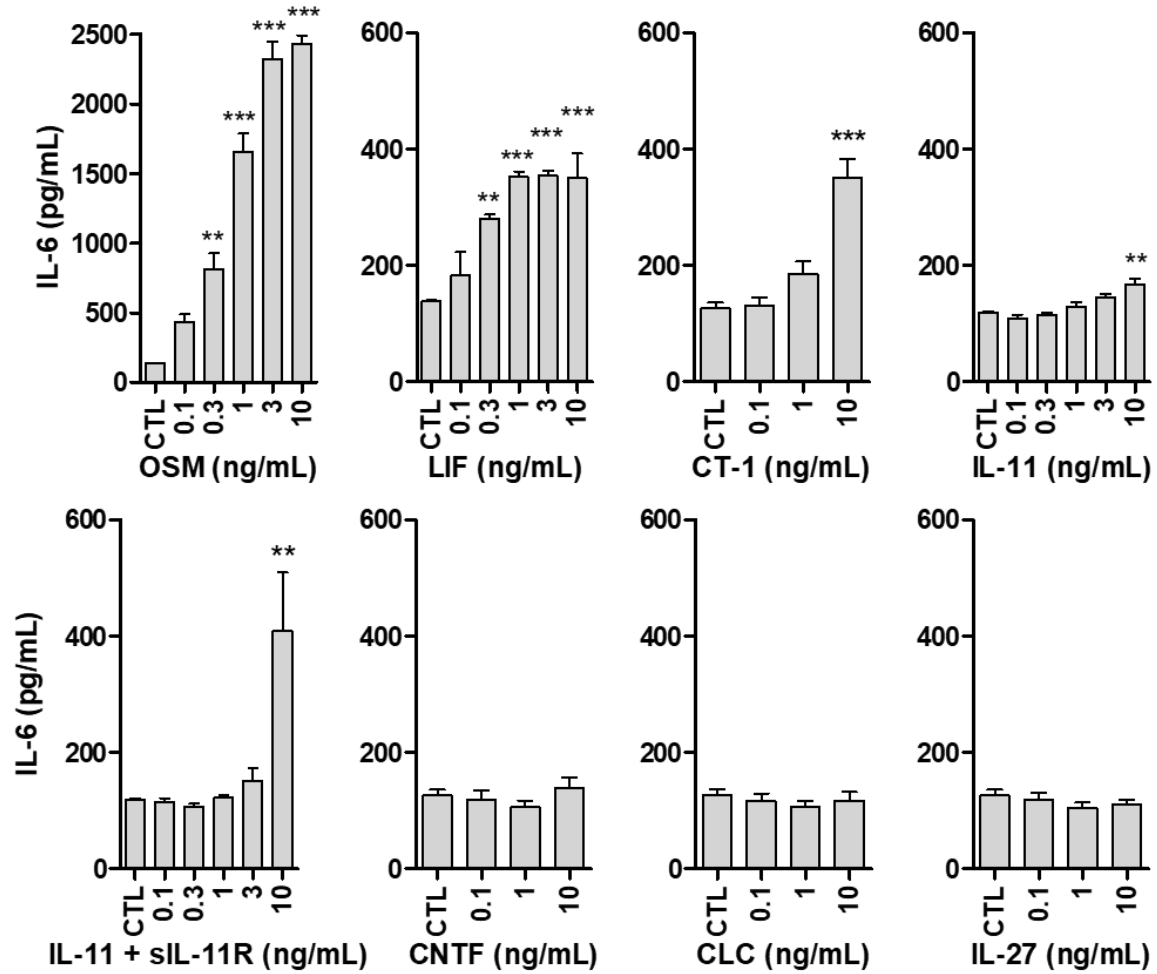 IL-6 (pg/mL)
2500
2000
1500
1000
500
0
** *** *** ***
CTL 0.1 0.3 1 3 10
OSM (ng/mL)
600
400
200
0
** *** *** ***
CTL 0.1 0.3 1 3 10
LIF (ng/mL)
600
400
200
0
***
CTL 0.1 1 10
CT-1 (ng/mL)
600
400
200
0
**
CTL 0.1 0.3 1 3 10
IL-11 (ng/mL)
IL-6 (pg/mL)
600
400
200
0
**
CTL 0.1 0.3 1 3 10
IL-11 + sIL-11R (ng/mL)
600
400
200
0
CTL 0.1 1 10
CNTF (ng/mL)
600
400
200
0
CTL 0.1 1 10
CLC (ng/mL)
600
400
200
0
CTL 0.1 1 10
IL-27 (ng/mL)